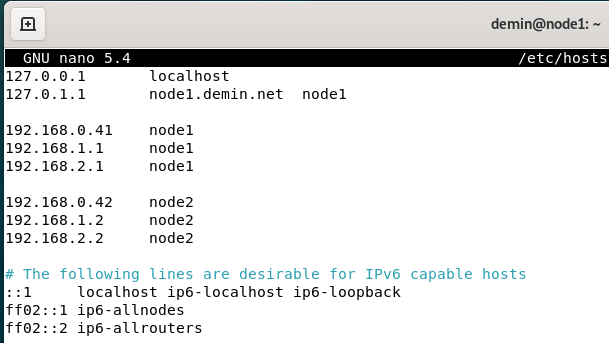 demin@node1: ~
GNU nano 5.4 /etc/hosts
127.0.0.1 localhost
127.0.1.1 node1.demin.net node1
192.168.0.41 node1
192.168.1.1 node1
192.168.2.1 node1
192.168.0.42 node2
192.168.1.2 node2
192.168.2.2 node2
# The following lines are desirable for IPv6 capable hosts
::1 localhost ip6-localhost ip6-loopback
ff02::1 ip6-allnodes
ff02::2 ip6-allrouters